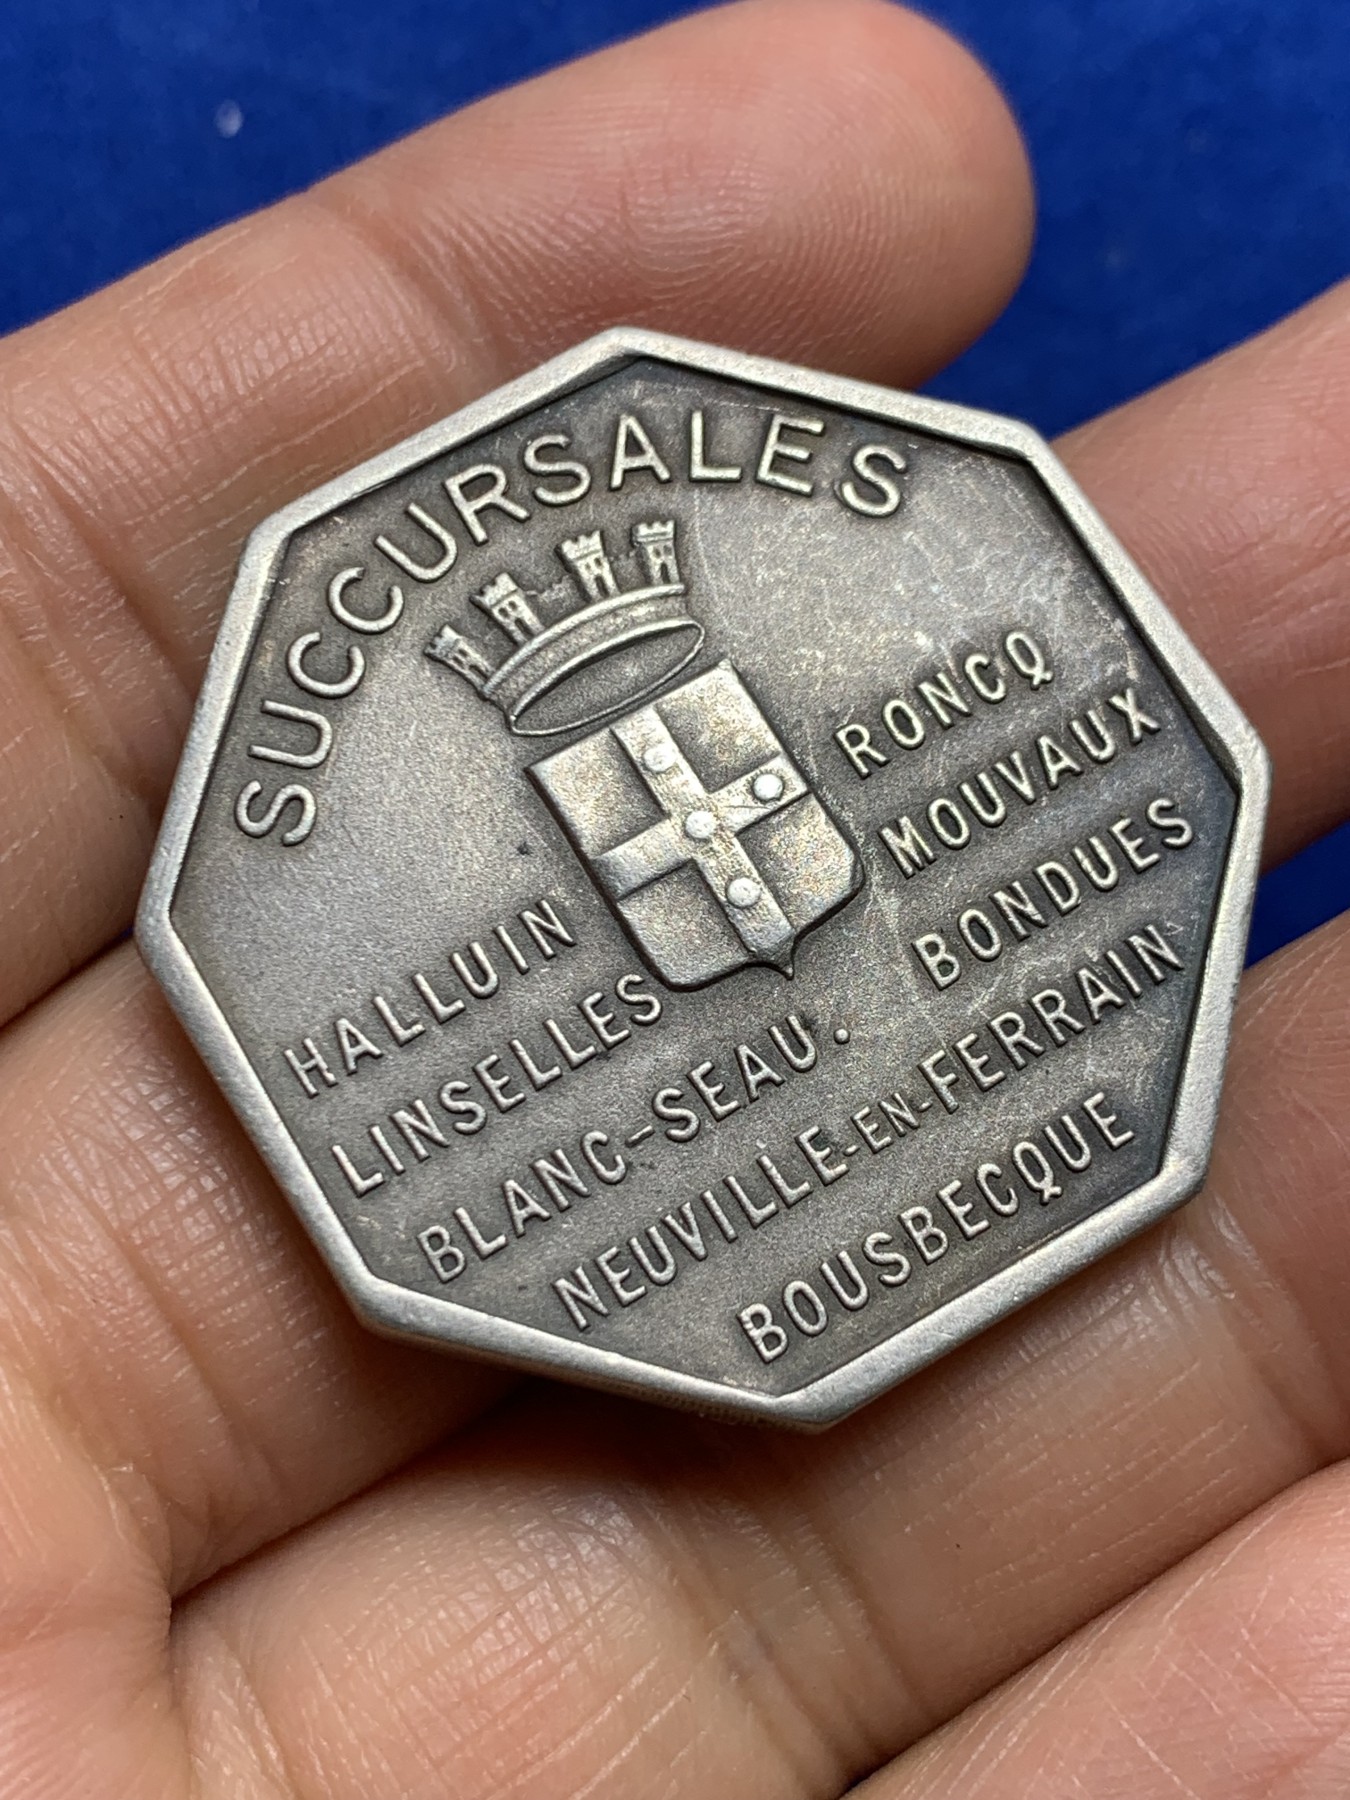 SUCCURSALES
HALLUIN RONCQ
LINSELLES MOUVAUX
BLANC-SEAU. BONDUES
NEUVILLE-EN-FERRAIN
BOUSBECQUE